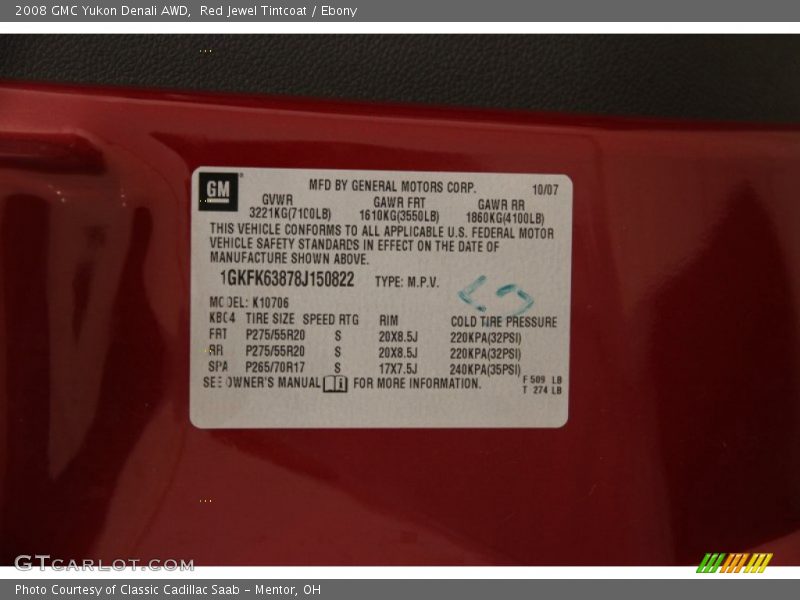 2008 GMC Yukon Denali AWD,  Red Jewel Tintcoat / Ebony
GM MFD BY GENERAL MOTORS CORP. 10/07
GVWR GAWR FRT GAWR RR
3221KG(7100LB) 1610KG(3550LB) 1860KG(4100LB)
THIS VEHICLE CONFORMS TO ALL APPLICABLE U.S. FEDERAL MOTOR
VEHICLE SAFETY STANDARDS IN EFFECT ON THE DATE OF
MANUFACTURE SHOWN ABOVE.
1GKFK63878J150822 TYPE: M.P.V.
MODEL: K10706
KBC4 TIRE SIZE SPEED RTG RIM COLD TIRE PRESSURE
FRT P275/55R20 S 20X8.5J 220KPA(32PSI)
RR P275/55R20 S 20X8.5J 220KPA(32PSI)
SPA P265/70R17 S 17X7.5J 240KPA(35PSI)
SEE OWNER'S MANUAL FOR MORE INFORMATION.
F 509 LB
T 274 LB
GTCARLOT.COM
Photo Courtesy of Classic Cadillac Saab - Mentor, OH